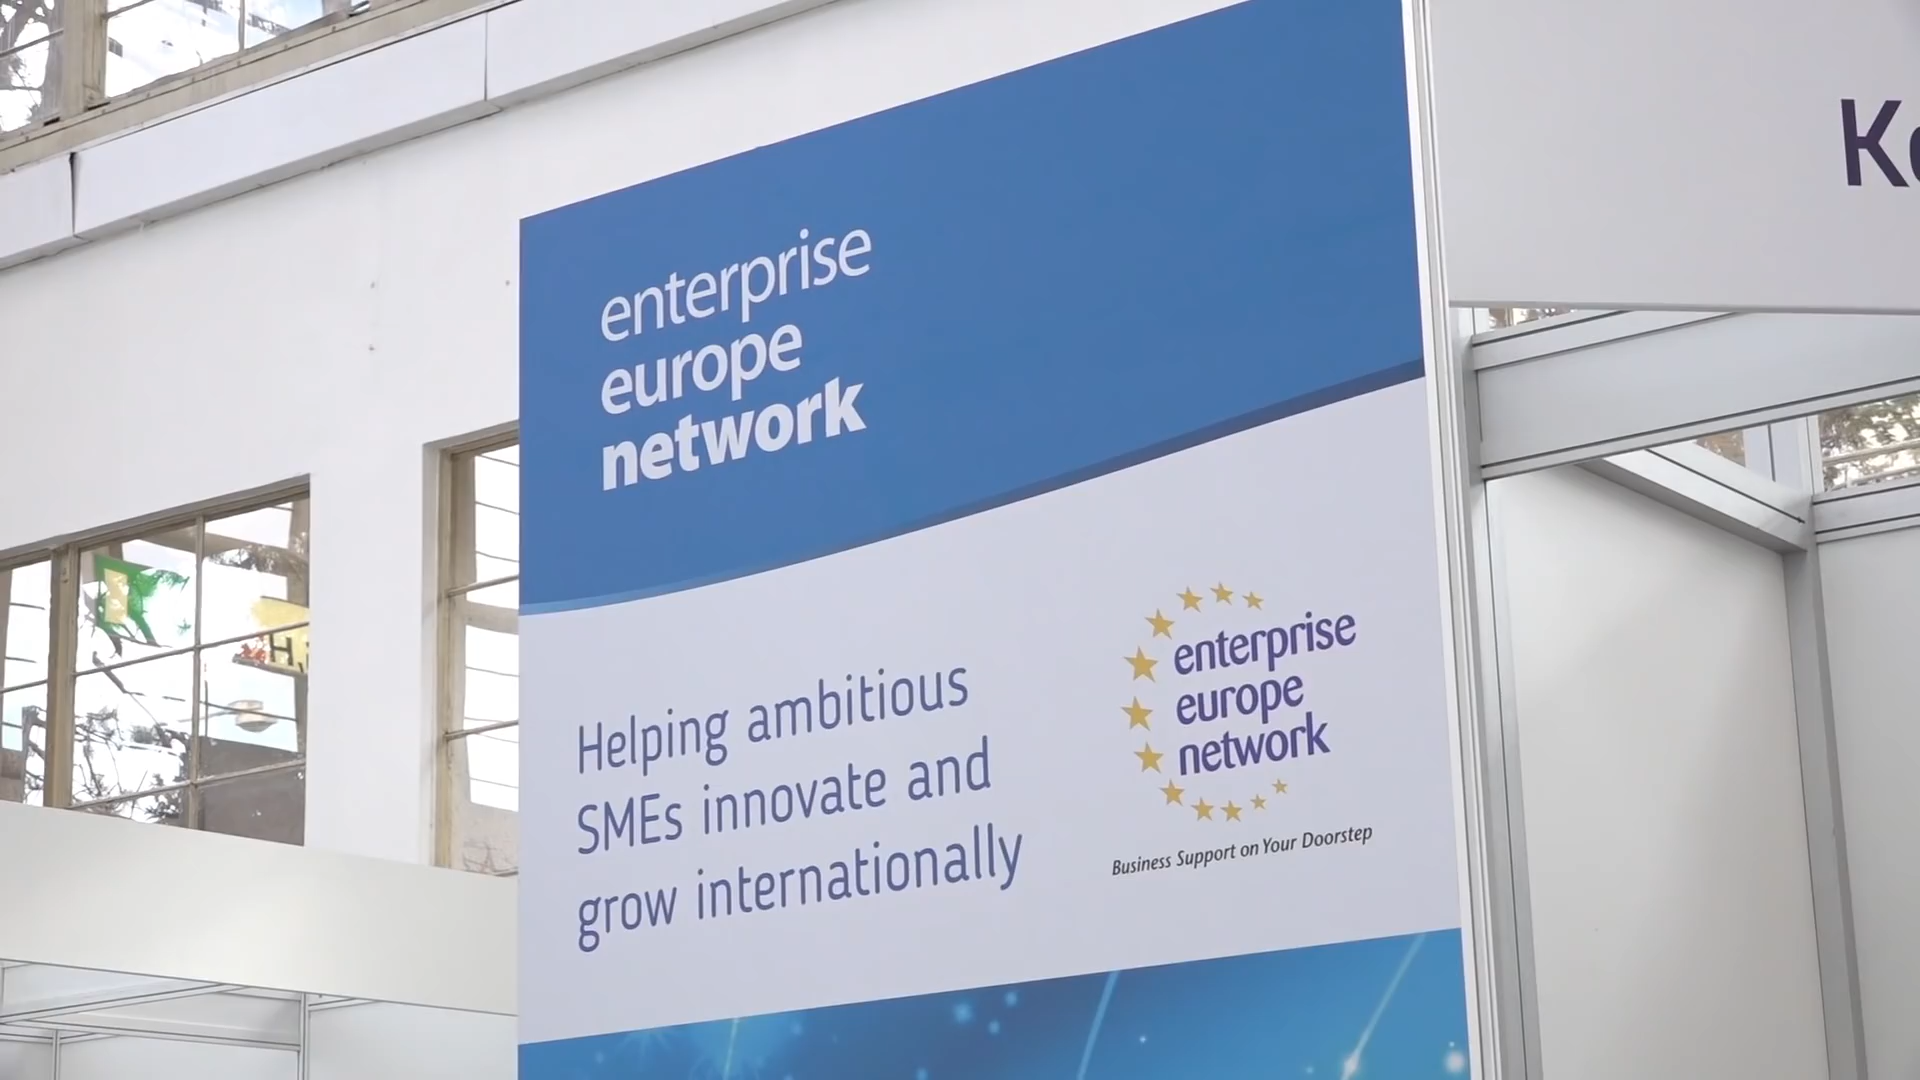 enterprise
europe
network
Helping ambitious
SMEs innovate and
grow internationally
enterprise
europe
network
Business Support on Your Doorstep